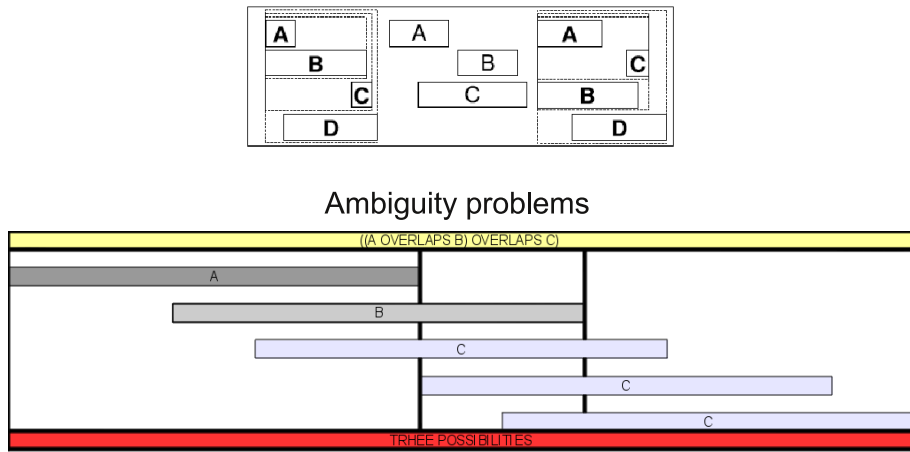 A A A
B B C
C C B
D D
Ambiguity problems
((A OVERLAPS B) OVERLAPS C)
A
B
C
C
C
TRHEE POSSIBILITIES